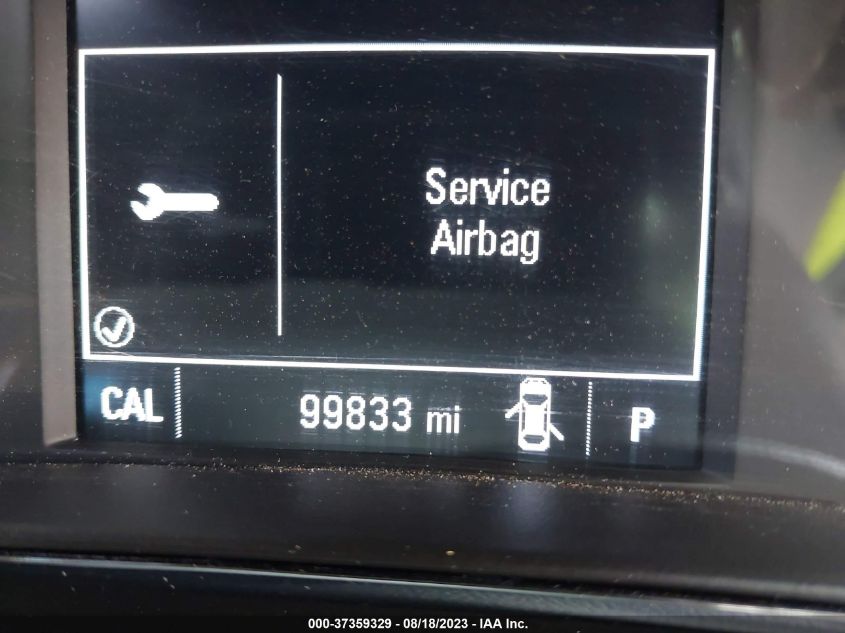 Service
Airbag
CAL 99833 mi P
000-37359329 - 08/18/2023 - IAA Inc.